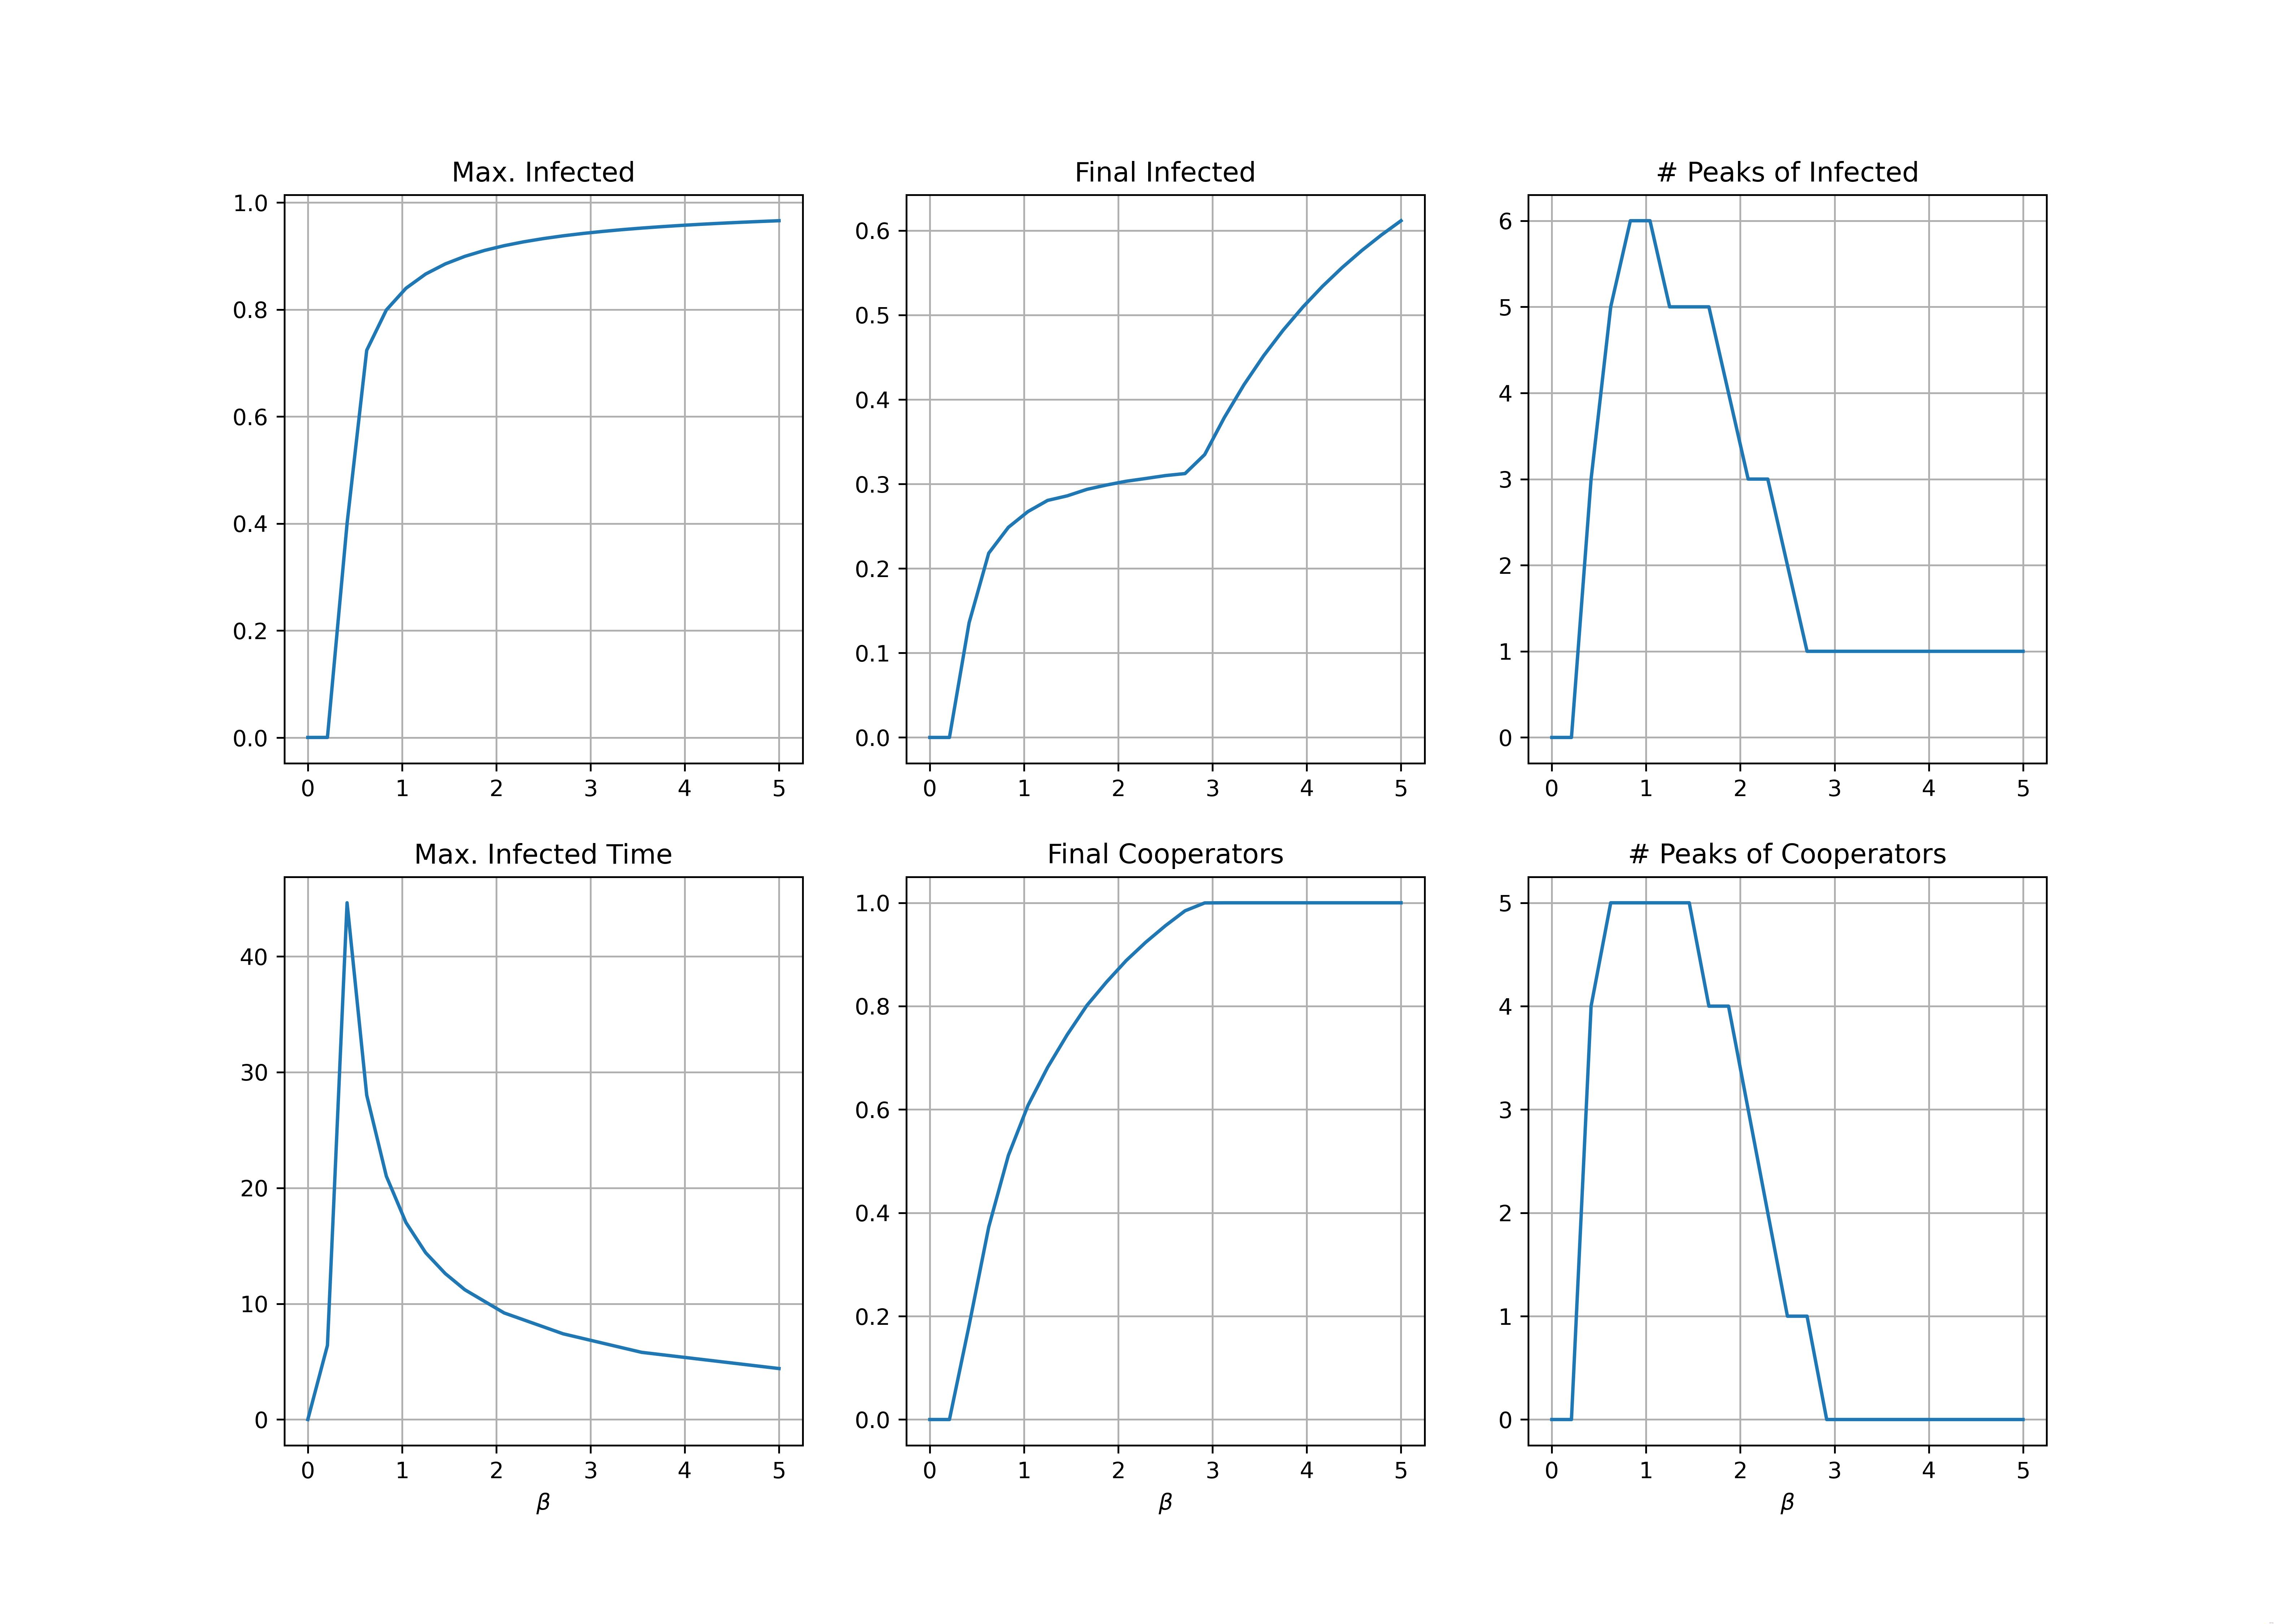 Max. Infected
1.0
0.8
0.6
0.4
0.2
0.0
0 1 2 3 4 5
Final Infected
0.6
0.5
0.4
0.3
0.2
0.1
0.0
0 1 2 3 4 5
# Peaks of Infected
6
5
4
3
2
1
0
0 1 2 3 4 5
Max. Infected Time
40
30
20
10
0
0 1 2 3 4 5
β
Final Cooperators
1.0
0.8
0.6
0.4
0.2
0.0
0 1 2 3 4 5
β
# Peaks of Cooperators
5
4
3
2
1
0
0 1 2 3 4 5
β